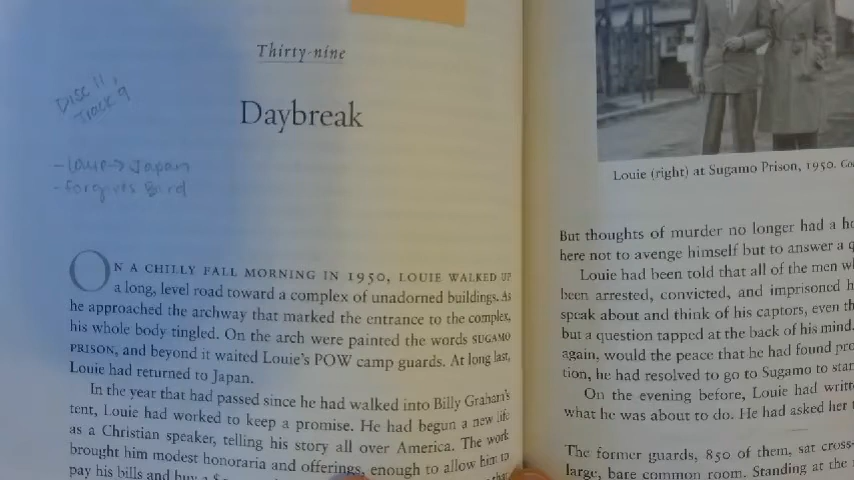 Thirty-nine
Disc 11,
Track 9
Daybreak
- Louie → Japan
- forgives Bird
ON A CHILLY FALL MORNING IN 1950, LOUIE WALKED UP
a long, level road toward a complex of unadorned buildings. As
he approached the archway that marked the entrance to the complex,
his whole body tingled. On the arch were painted the words SUGAMO
PRISON, and beyond it waited Louie's POW camp guards. At long last,
Louie had returned to Japan.
In the year that had passed since he had walked into Billy Graham's
tent, Louie had worked to keep a promise. He had begun a new life
as a Christian speaker, telling his story all over America. The work
brought him modest honoraria and offerings, enough to allow him to
pay his bills and buy a
Louie (right) at Sugamo Prison, 1950.
But thoughts of murder no longer had a
here not to avenge himself but to answer a
Louie had been told that all of the men
been arrested, convicted, and imprisoned
speak about and think of his captors, even
but a question tapped at the back of his mind.
again, would the peace that he had found
tion, he had resolved to go to Sugamo to
On the evening before, Louie had
what he was about to do. He had asked her
The former guards, 850 of them, sat cross-
large, bare common room. Standing at the